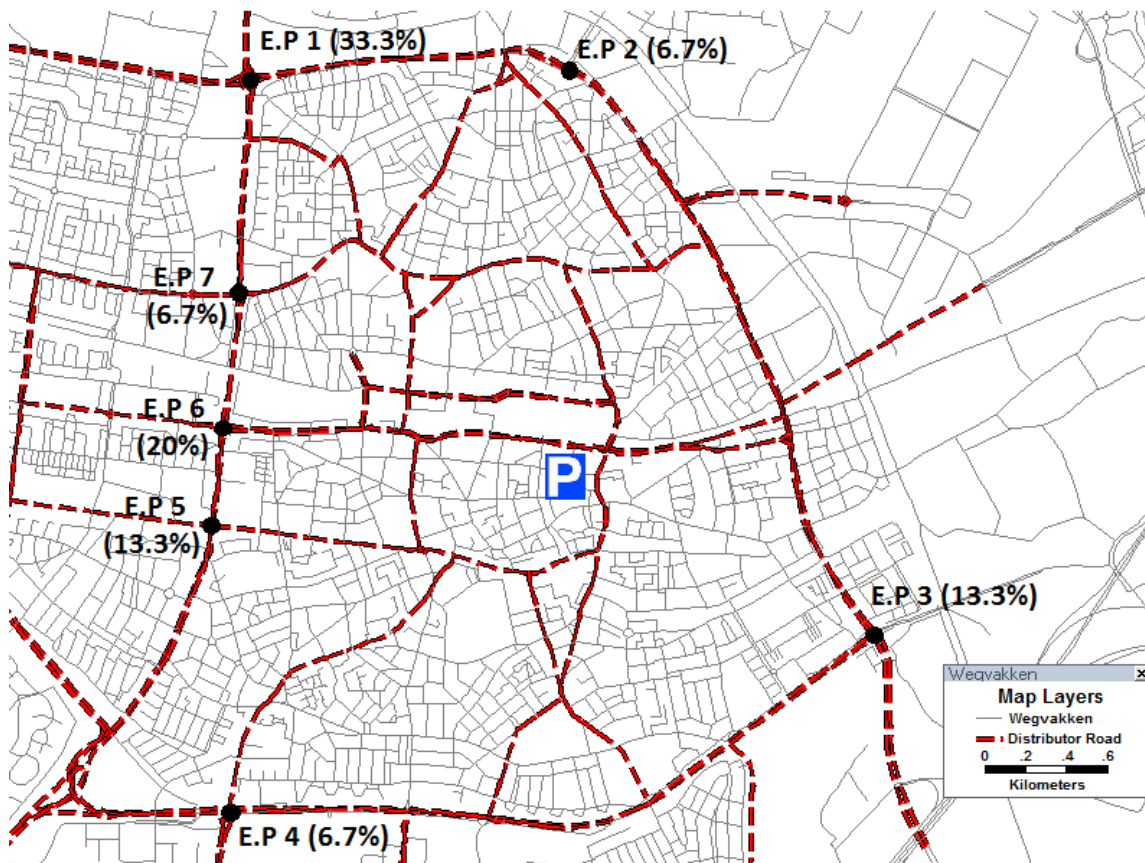 E.P 1 (33.3%)
E.P 2 (6.7%)
E.P 7
(6.7%)
E.P 6
(20%)
P
E.P 5
(13.3%)
E.P 3 (13.3%)
Wegvakken x
Map Layers
Wegvakken
Distributor Road
0 .2 .4 .6
Kilometers
E.P 4 (6.7%)